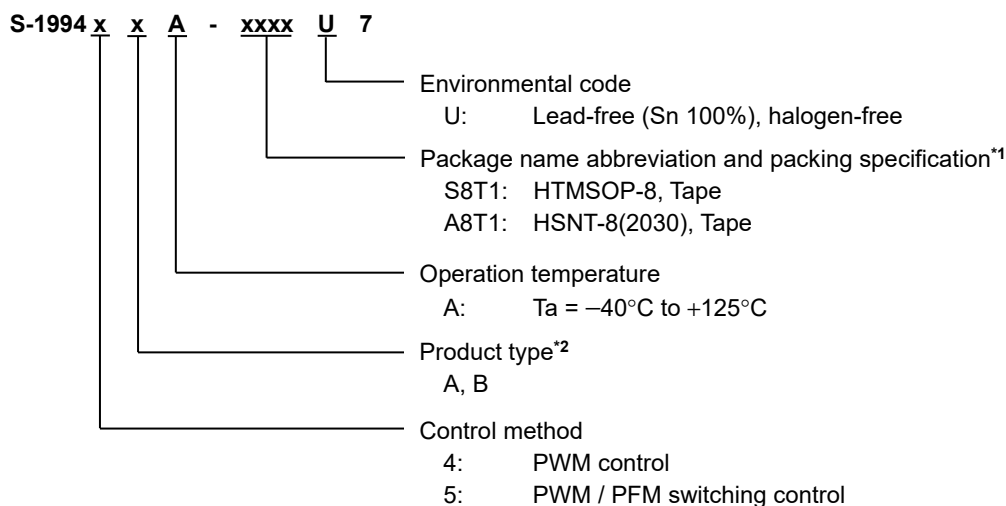 S-1994 x x A - xxxx U 7
Environmental code
U: Lead-free (Sn 100%), halogen-free
Package name abbreviation and packing specification*1
S8T1: HTMSOP-8, Tape
A8T1: HSNT-8(2030), Tape
Operation temperature
A: Ta = −40°C to +125°C
Product type*2
A, B
Control method
4: PWM control
5: PWM / PFM switching control